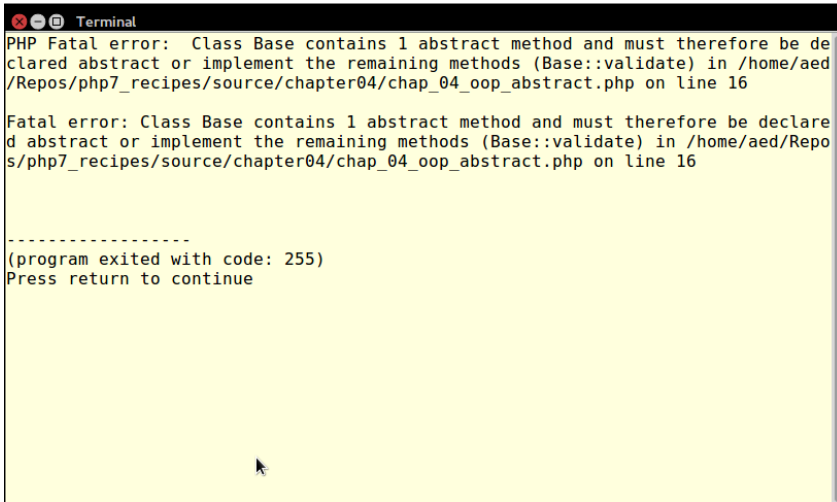 Terminal
PHP Fatal error:  Class Base contains 1 abstract method and must therefore be de
clared abstract or implement the remaining methods (Base::validate) in /home/aed
/Repos/php7_recipes/source/chapter04/chap_04_oop_abstract.php on line 16
Fatal error: Class Base contains 1 abstract method and must therefore be declare
d abstract or implement the remaining methods (Base::validate) in /home/aed/Repo
s/php7_recipes/source/chapter04/chap_04_oop_abstract.php on line 16
------------------
(program exited with code: 255)
Press return to continue